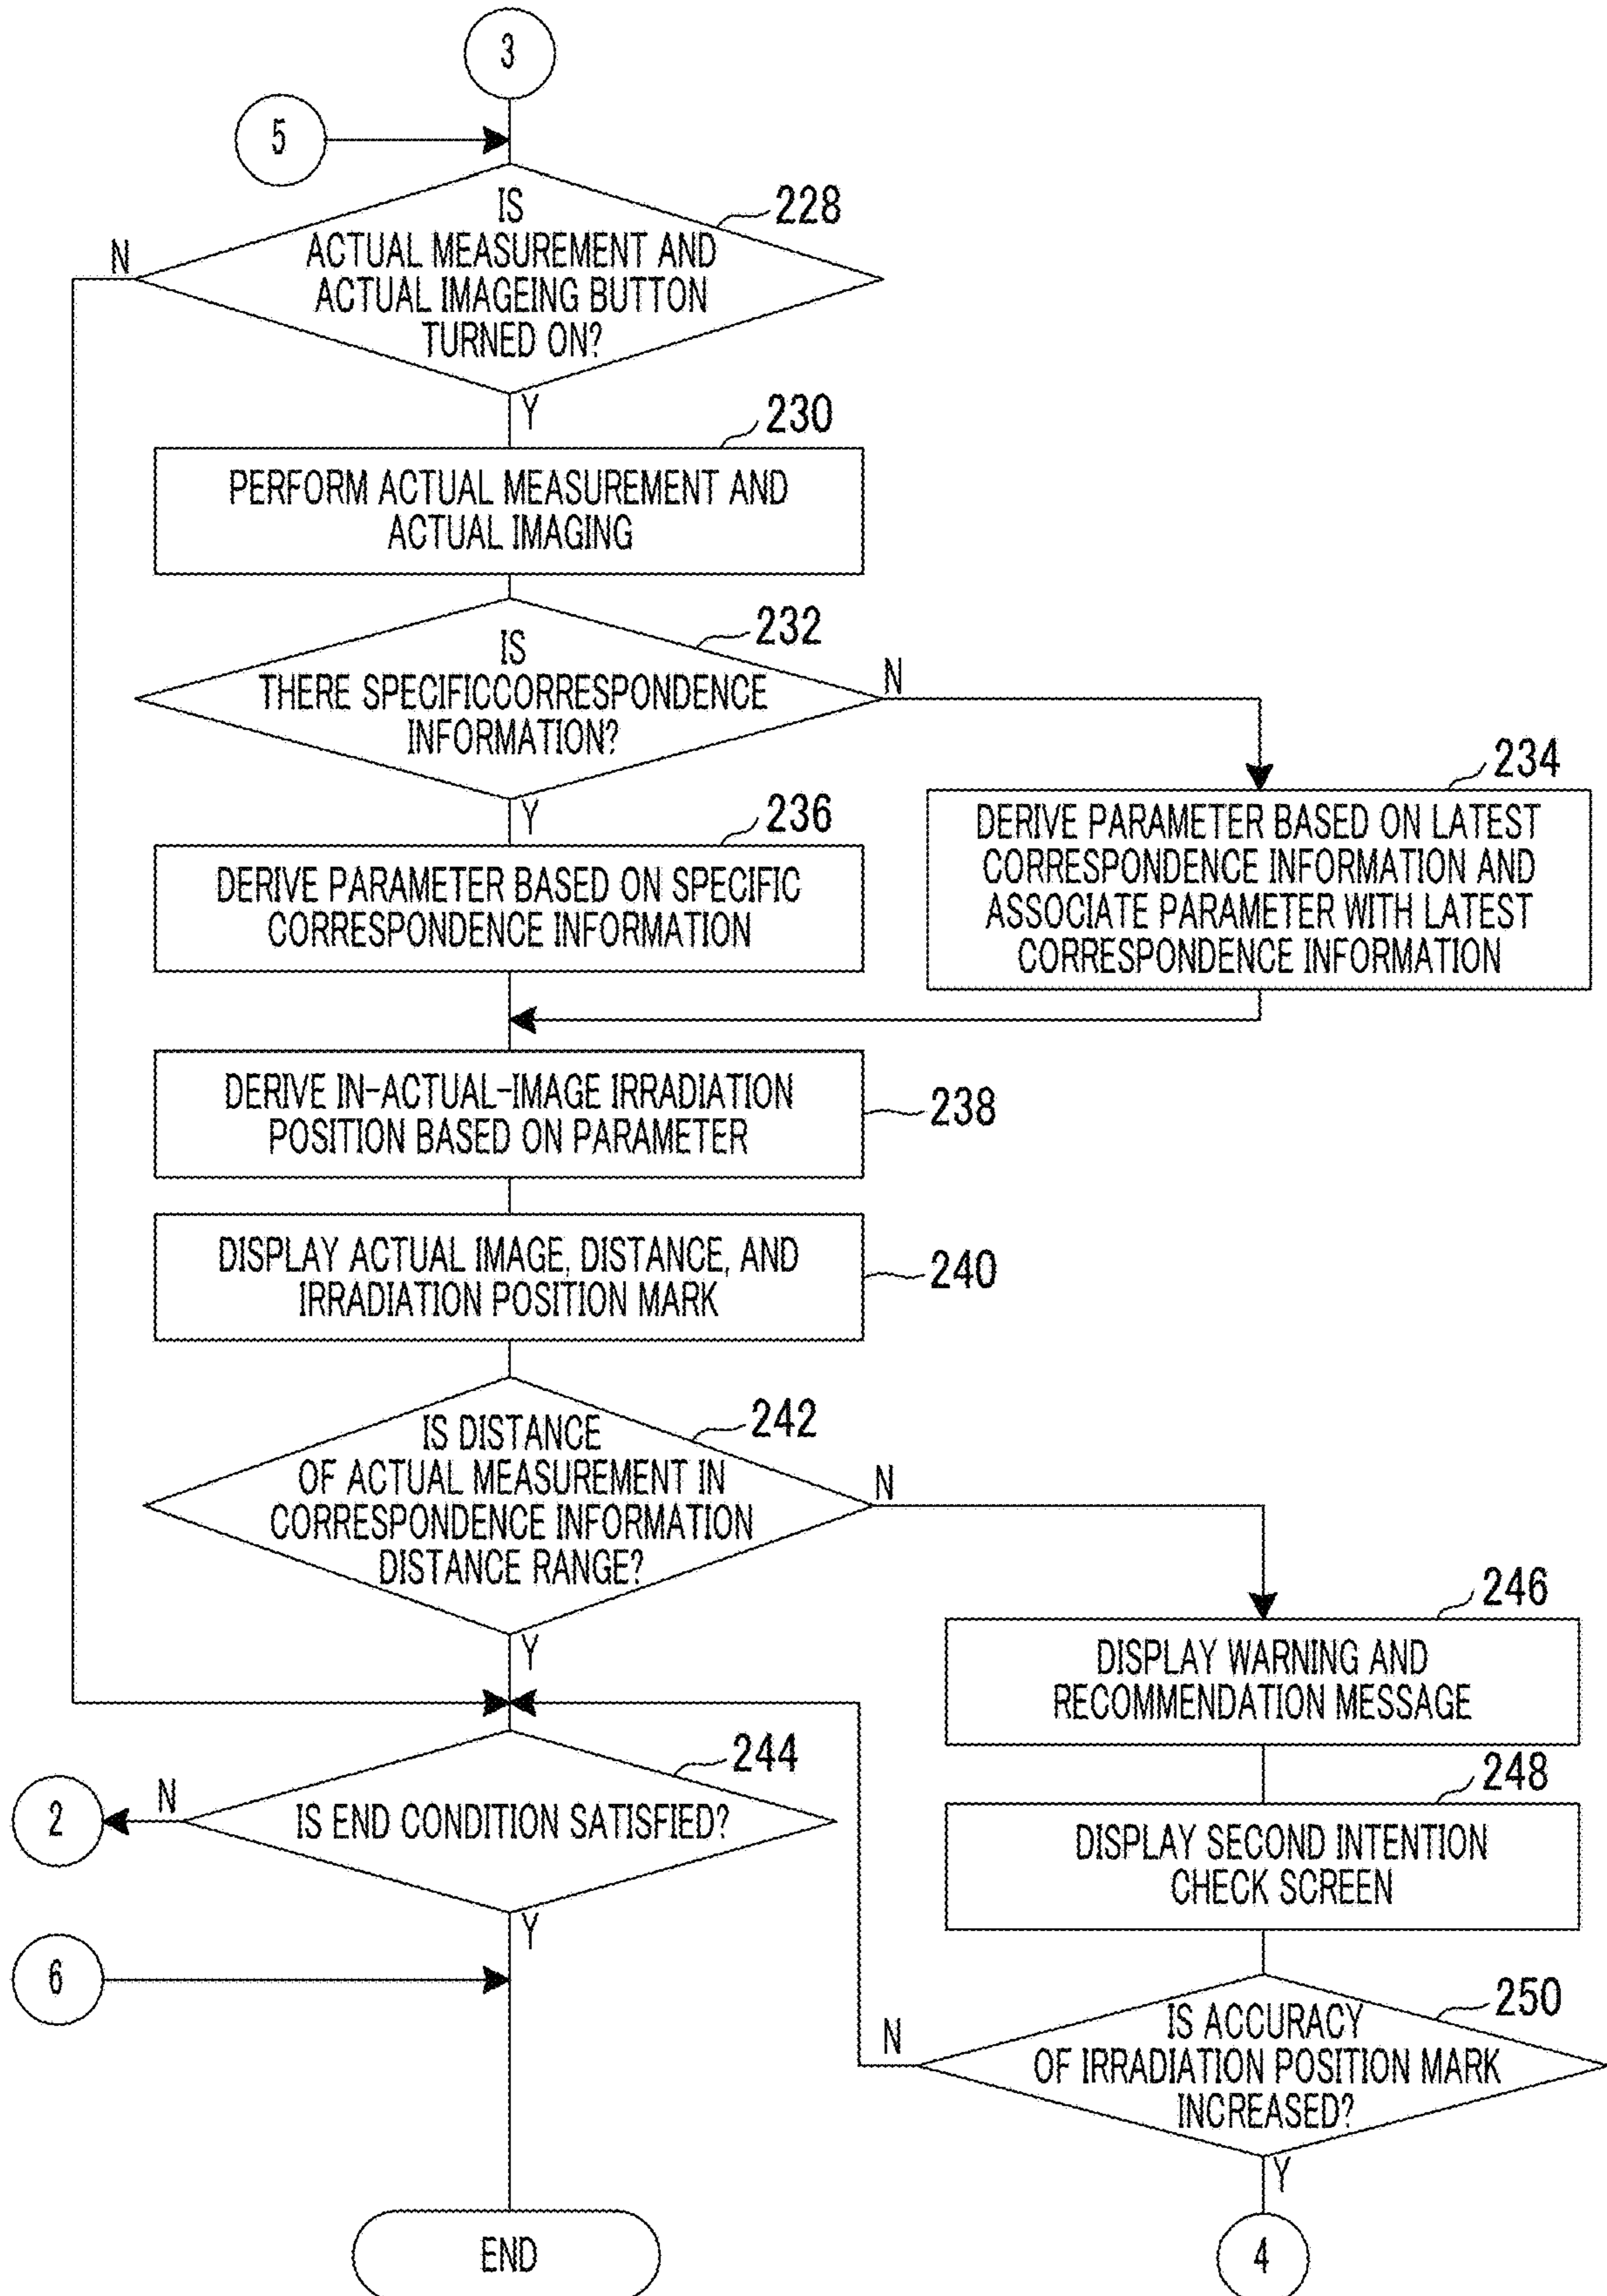 3
5
228
IS
ACTUAL MEASUREMENT AND
ACTUAL IMAGEING BUTTON
TURNED ON?
N
Y
230
PERFORM ACTUAL MEASUREMENT AND
ACTUAL IMAGING
232
IS
THERE SPECIFICCORRESPONDENCE
INFORMATION?
N
Y
234
DERIVE PARAMETER BASED ON LATEST
CORRESPONDENCE INFORMATION AND
ASSOCIATE PARAMETER WITH LATEST
CORRESPONDENCE INFORMATION
236
DERIVE PARAMETER BASED ON SPECIFIC
CORRESPONDENCE INFORMATION
DERIVE IN-ACTUAL-IMAGE IRRADIATION
POSITION BASED ON PARAMETER
238
DISPLAY ACTUAL IMAGE, DISTANCE, AND
IRRADIATION POSITION MARK
240
242
IS DISTANCE
OF ACTUAL MEASUREMENT IN
CORRESPONDENCE INFORMATION
DISTANCE RANGE?
N
Y
246
DISPLAY WARNING AND
RECOMMENDATION MESSAGE
244
IS END CONDITION SATISFIED?
N
2
Y
248
DISPLAY SECOND INTENTION
CHECK SCREEN
6
250
IS ACCURACY
OF IRRADIATION POSITION MARK
INCREASED?
N
Y
END
4